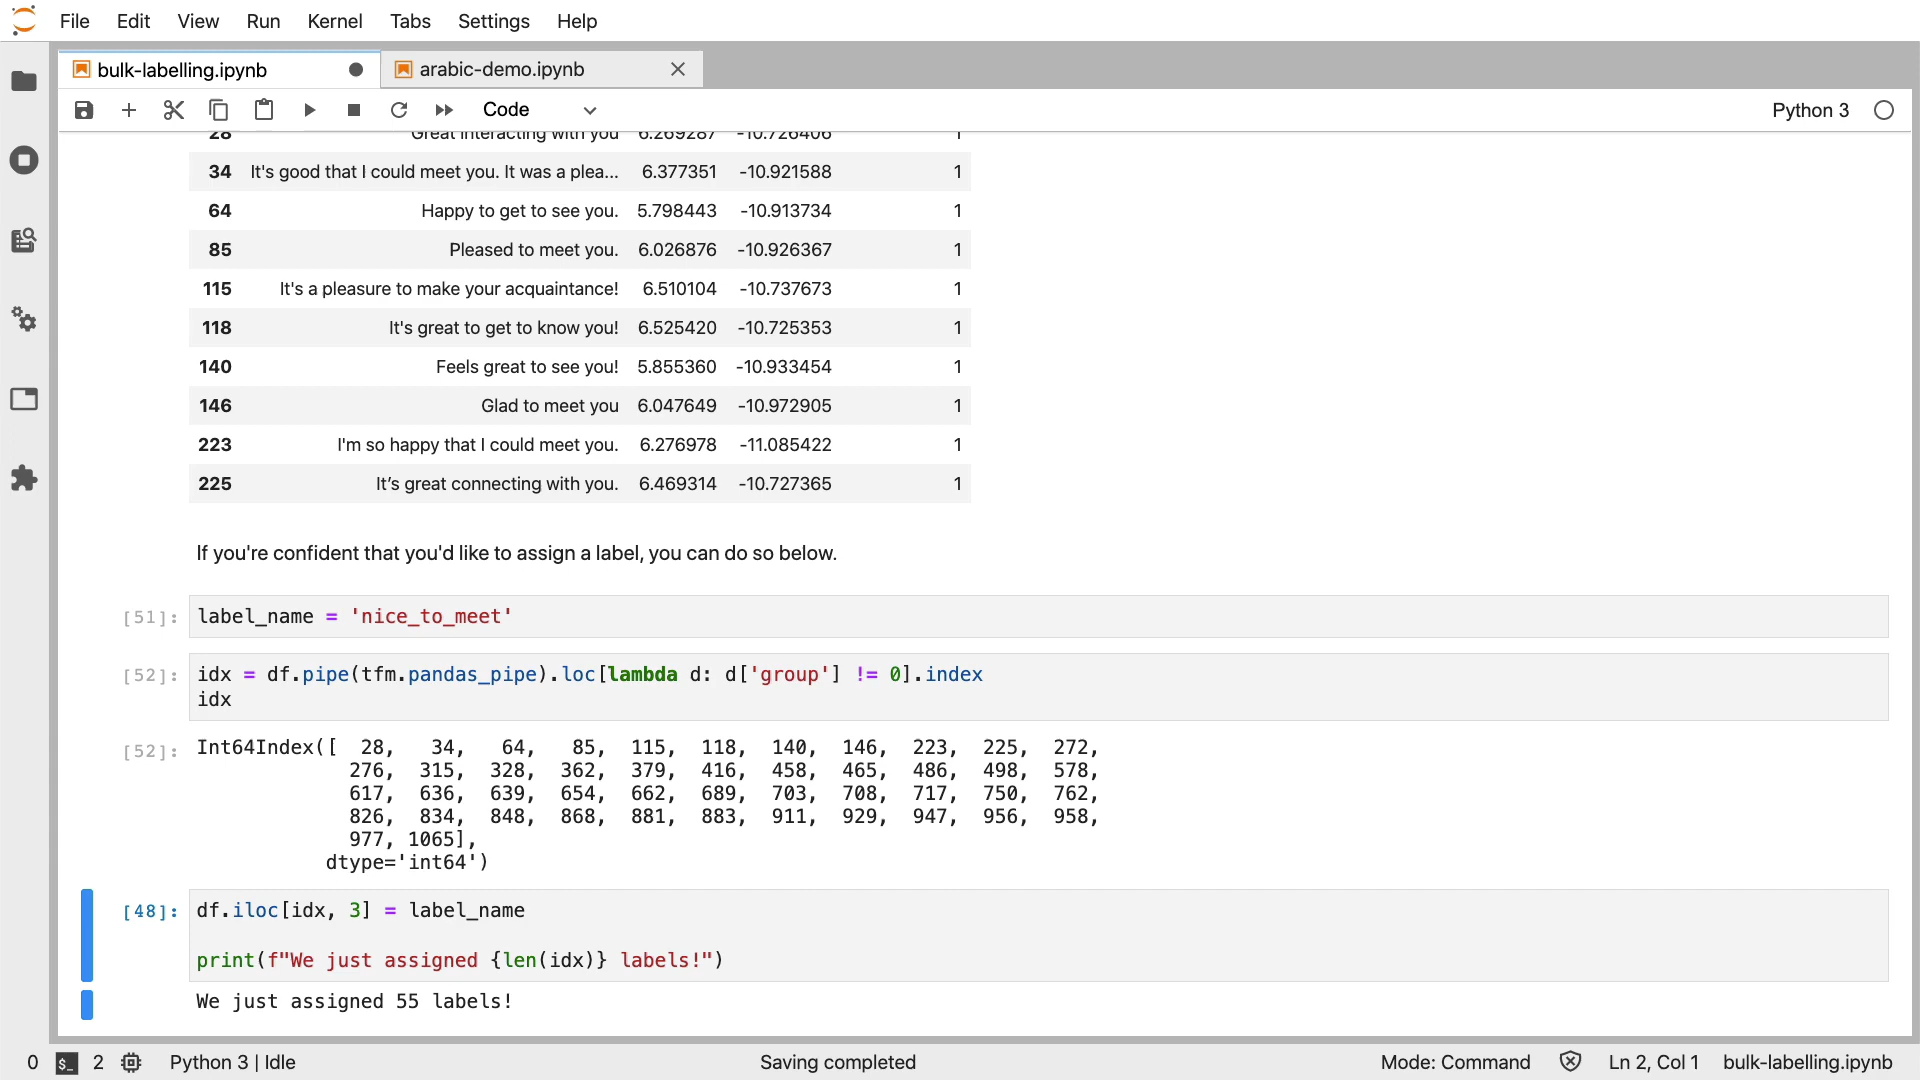 File Edit View Run Kernel Tabs Settings Help
bulk-labelling.ipynb arabic-demo.ipynb
Code Python 3
28 Great interacting with you 6.269287 -10.726406 1
34 It's good that I could meet you. It was a plea... 6.377351 -10.921588 1
64 Happy to get to see you. 5.798443 -10.913734 1
85 Pleased to meet you. 6.026876 -10.926367 1
115 It's a pleasure to make your acquaintance! 6.510104 -10.737673 1
118 It's great to get to know you! 6.525420 -10.725353 1
140 Feels great to see you! 5.855360 -10.933454 1
146 Glad to meet you 6.047649 -10.972905 1
223 I'm so happy that I could meet you. 6.276978 -11.085422 1
225 It’s great connecting with you. 6.469314 -10.727365 1
If you're confident that you'd like to assign a label, you can do so below.
[51]: label_name = 'nice_to_meet'
[52]: idx = df.pipe(tfm.pandas_pipe).loc[lambda d: d['group'] != 0].index
idx
[52]: Int64Index([ 28, 34, 64, 85, 115, 118, 140, 146, 223, 225, 272,
276, 315, 328, 362, 379, 416, 458, 465, 486, 498, 578,
617, 636, 639, 654, 662, 689, 703, 708, 717, 750, 762,
826, 834, 848, 868, 881, 883, 911, 929, 947, 956, 958,
977, 1065],
dtype='int64')
[48]: df.iloc[idx, 3] = label_name
print(f"We just assigned {len(idx)} labels!")
We just assigned 55 labels!
0 $_ 2 Python 3 | Idle Saving completed Mode: Command Ln 2, Col 1 bulk-labelling.ipynb